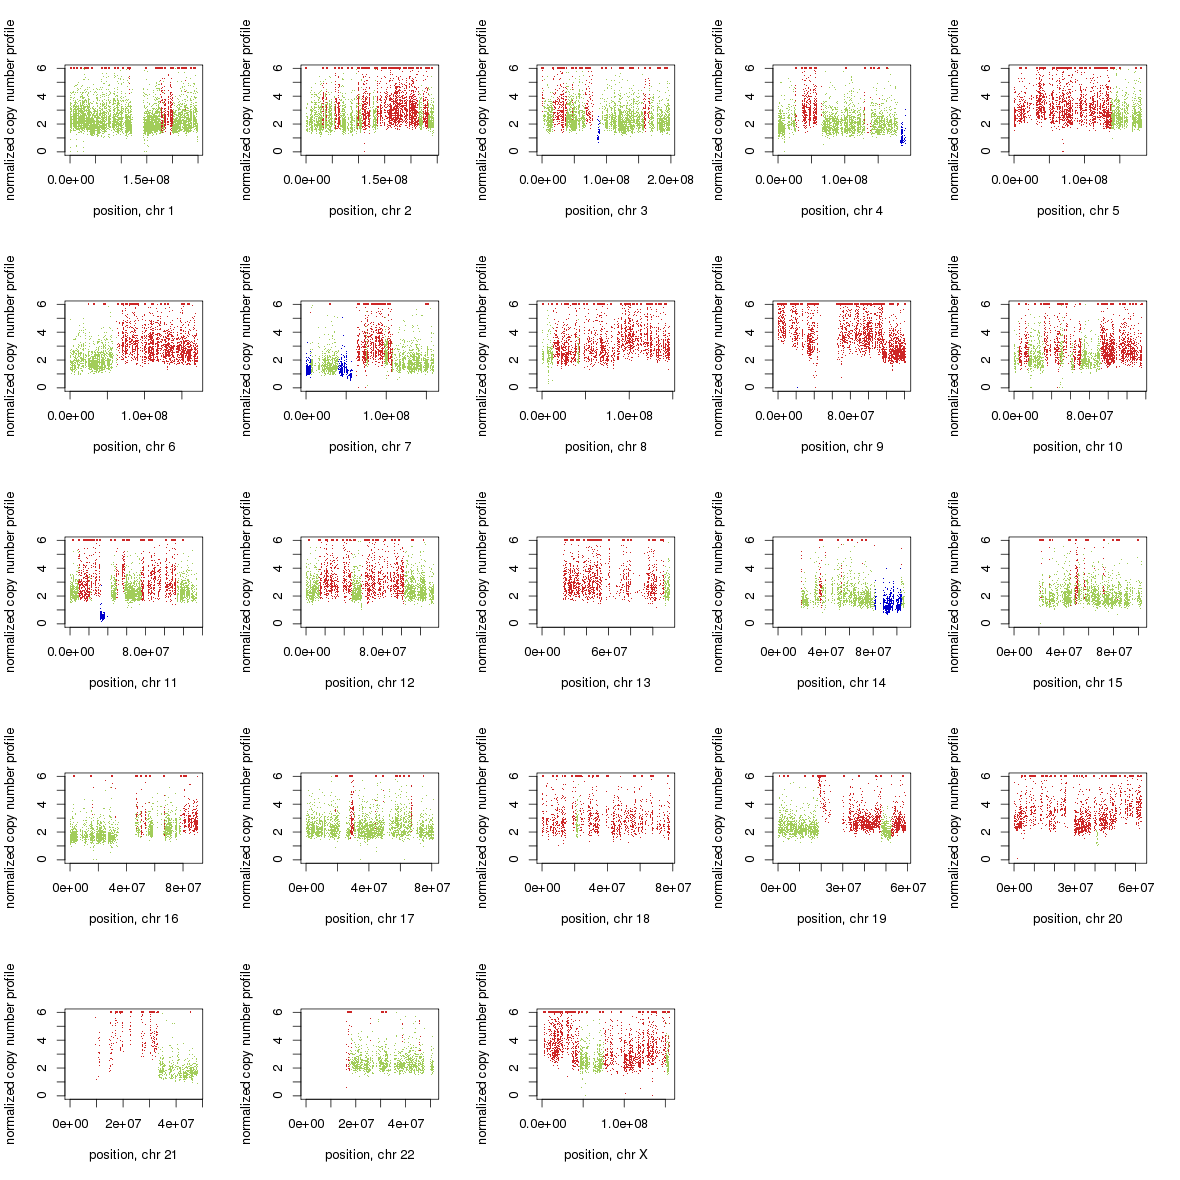 normalized copy number profile
0 2 4 6
0.0e+00 1.5e+08
position, chr 1
normalized copy number profile
0 2 4 6
0.0e+00 1.5e+08
position, chr 2
normalized copy number profile
0 2 4 6
0.0e+00 1.0e+08 2.0e+08
position, chr 3
normalized copy number profile
0 2 4 6
0.0e+00 1.0e+08
position, chr 4
normalized copy number profile
0 2 4 6
0.0e+00 1.0e+08
position, chr 5
normalized copy number profile
0 2 4 6
0.0e+00 1.0e+08
position, chr 6
normalized copy number profile
0 2 4 6
0.0e+00 1.0e+08
position, chr 7
normalized copy number profile
0 2 4 6
0.0e+00 1.0e+08
position, chr 8
normalized copy number profile
0 2 4 6
0.0e+00 8.0e+07
position, chr 9
normalized copy number profile
0 2 4 6
0.0e+00 8.0e+07
position, chr 10
normalized copy number profile
0 2 4 6
0.0e+00 8.0e+07
position, chr 11
normalized copy number profile
0 2 4 6
0.0e+00 8.0e+07
position, chr 12
normalized copy number profile
0 2 4 6
0e+00 6e+07
position, chr 13
normalized copy number profile
0 2 4 6
0e+00 4e+07 8e+07
position, chr 14
normalized copy number profile
0 2 4 6
0e+00 4e+07 8e+07
position, chr 15
normalized copy number profile
0 2 4 6
0e+00 4e+07 8e+07
position, chr 16
normalized copy number profile
0 2 4 6
0e+00 4e+07 8e+07
position, chr 17
normalized copy number profile
0 2 4 6
0e+00 4e+07 8e+07
position, chr 18
normalized copy number profile
0 2 4 6
0e+00 3e+07 6e+07
position, chr 19
normalized copy number profile
0 2 4 6
0e+00 3e+07 6e+07
position, chr 20
normalized copy number profile
0 2 4 6
0e+00 2e+07 4e+07
position, chr 21
normalized copy number profile
0 2 4 6
0e+00 2e+07 4e+07
position, chr 22
normalized copy number profile
0 2 4 6
0.0e+00 1.0e+08
position, chr X